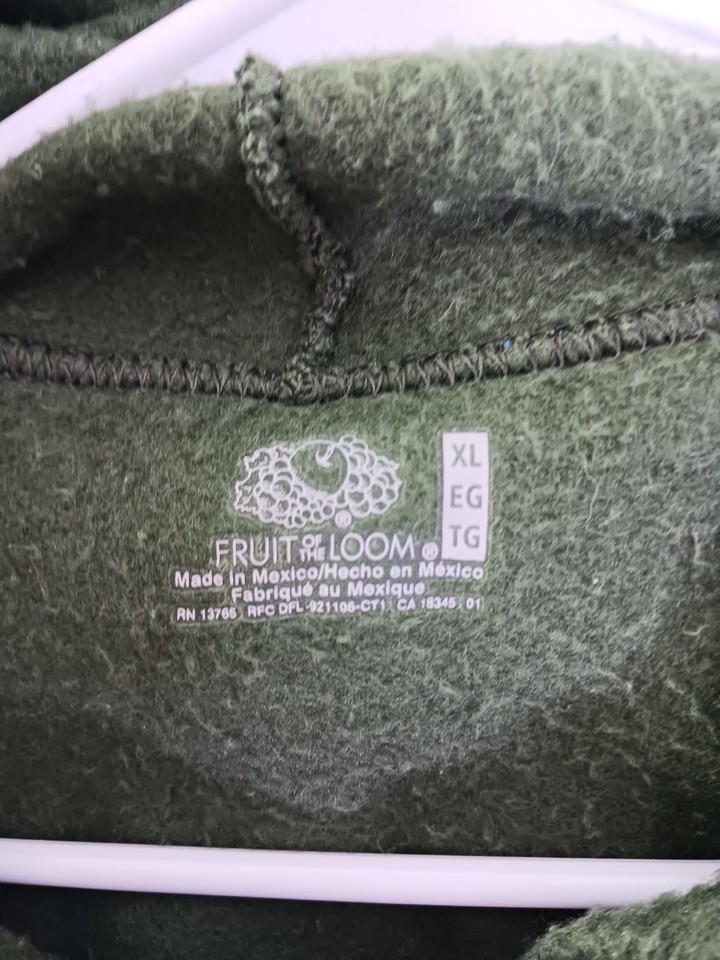 XL
EG
TG
FRUIT OF THE LOOM ®
Made in Mexico/Hecho en México
Fabriqué au Mexique
RN 13765 RFC DFL-921106-CT1 CA 16345 01